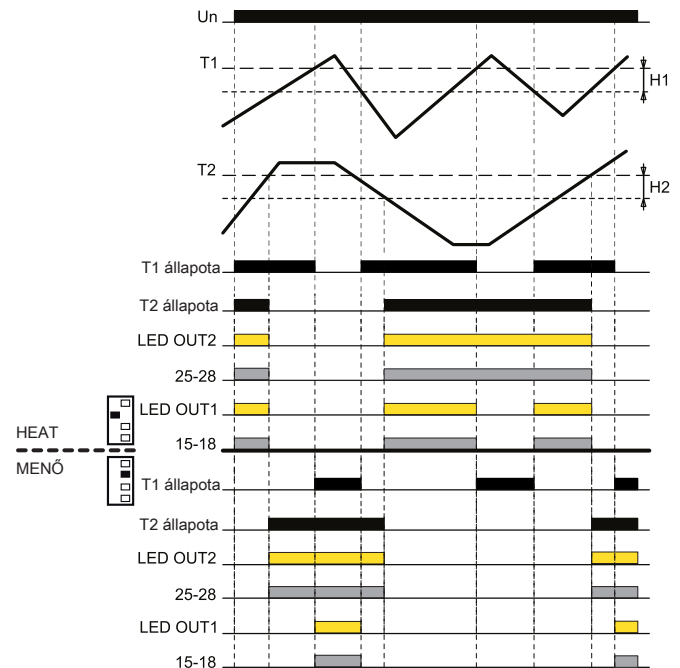 Un
T1
H1
T2
H2
T1 állapota
T2 állapota
LED OUT2
25-28
LED OUT1
15-18
HEAT
MENŐ
T1 állapota
T2 állapota
LED OUT2
25-28
LED OUT1
15-18